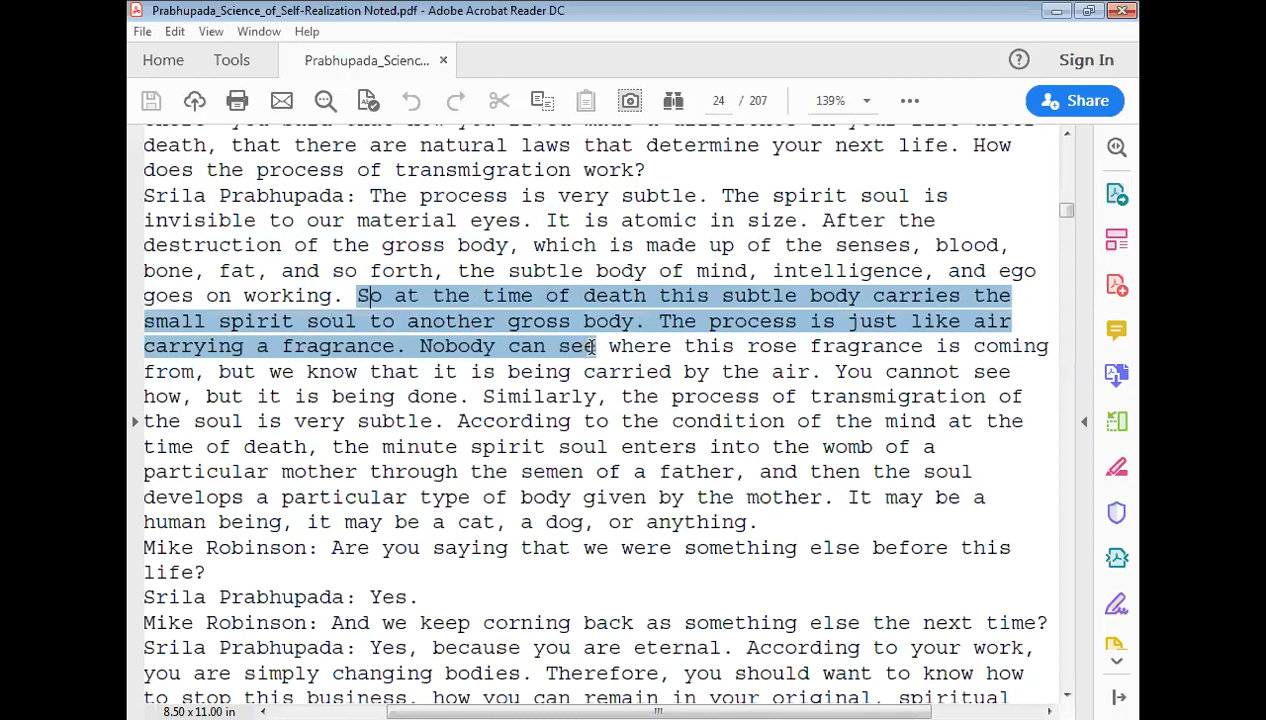 Prabhupada_Science_of_Self-Realization Noted.pdf - Adobe Acrobat Reader DC
File Edit View Window Help
Home Tools Prabhupada_Scienc... × Sign In
24 / 207 139% Share
death, that there are natural laws that determine your next life. How
does the process of transmigration work?
Srila Prabhupada: The process is very subtle. The spirit soul is
invisible to our material eyes. It is atomic in size. After the
destruction of the gross body, which is made up of the senses, blood,
bone, fat, and so forth, the subtle body of mind, intelligence, and ego
goes on working. So at the time of death this subtle body carries the
small spirit soul to another gross body. The process is just like air
carrying a fragrance. Nobody can see where this rose fragrance is coming
from, but we know that it is being carried by the air. You cannot see
how, but it is being done. Similarly, the process of transmigration of
the soul is very subtle. According to the condition of the mind at the
time of death, the minute spirit soul enters into the womb of a
particular mother through the semen of a father, and then the soul
develops a particular type of body given by the mother. It may be a
human being, it may be a cat, a dog, or anything.
Mike Robinson: Are you saying that we were something else before this
life?
Srila Prabhupada: Yes.
Mike Robinson: And we keep corning back as something else the next time?
Srila Prabhupada: Yes, because you are eternal. According to your work,
you are simply changing bodies. Therefore, you should want to know how
to stop this business, how you can remain in your original, spiritual
8.50 x 11.00 in